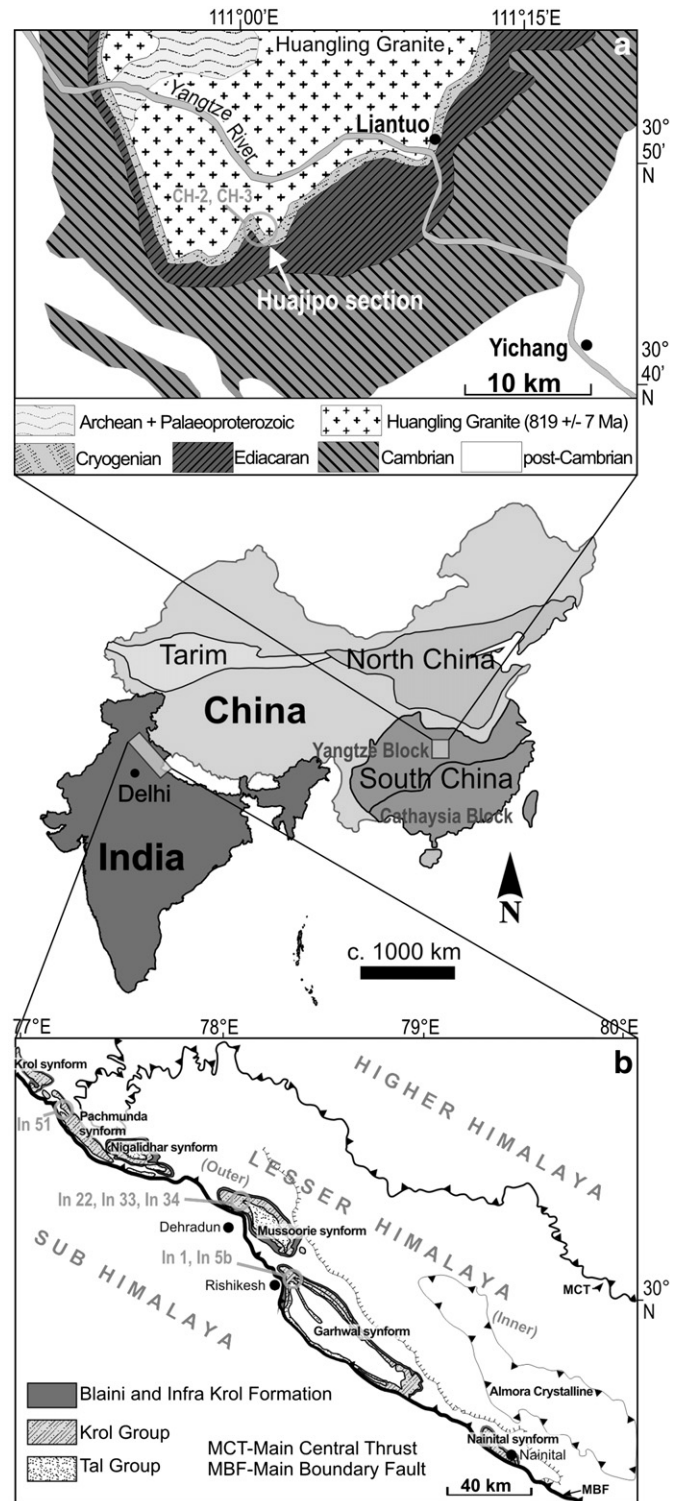 111°00' E
111°15' E
a
Huangling Granite
Yangtze River
Liantuo
30°
50'
N
CH-2, CH-3
Huajipo section
Yichang
30°
40'
N
10 km
Archean + Palaeoproterozoic
Huangling Granite (819 +/- 7 Ma)
Cryogenian
Ediacaran
Cambrian
post-Cambrian
Tarim
North China
China
Yangtze Block
South China
Delhi
Cathaysia Block
India
N
c. 1000 km
77°E
78°E
79°E
80°E
b
Krol synform
HIGHER HIMALAYA
In 51
Pachmunda
synform
Nigalidhar synform
(Outer)
LESSER HIMALAYA
In 22, In 33, In 34
Dehradun
Mussoorie synform
SUB HIMALAYA
In 1, In 5b
Rishikesh
MCT
30°
N
(Inner)
Garhwal synform
Almora Crystalline
Blaini and Infra Krol Formation
Krol Group
Tal Group
MCT-Main Central Thrust
MBF-Main Boundary Fault
Nainital synform
Nainital
40 km
MBF